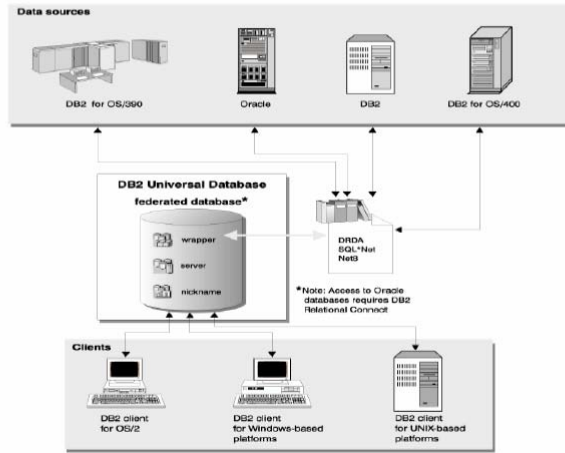 Data sources
DB2 for OS/390
Oracle
DB2
DB2 for OS/400
DB2 Universal Database
federated database*
wrapper
server
nickname
DRDA
SQL*Net
Net8
*Note: Access to Oracle
databases requires DB2
Relational Connect
Clients
DB2 client
for OS/2
DB2 client
for Windows-based
platforms
DB2 client
for UNIX-based
platforms